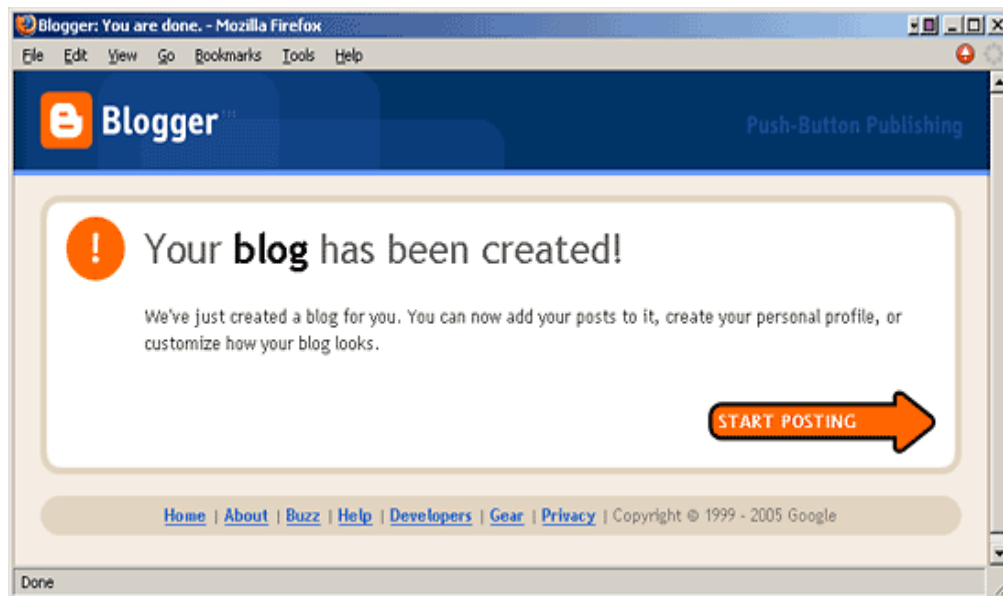 Blogger: You are done. - Mozilla Firefox
File Edit View Go Bookmarks Tools Help
Blogger
Push-Button Publishing
! Your blog has been created!
We've just created a blog for you. You can now add your posts to it, create your personal profile, or
customize how your blog looks.
START POSTING
Home | About | Buzz | Help | Developers | Gear | Privacy | Copyright © 1999 - 2005 Google
Done